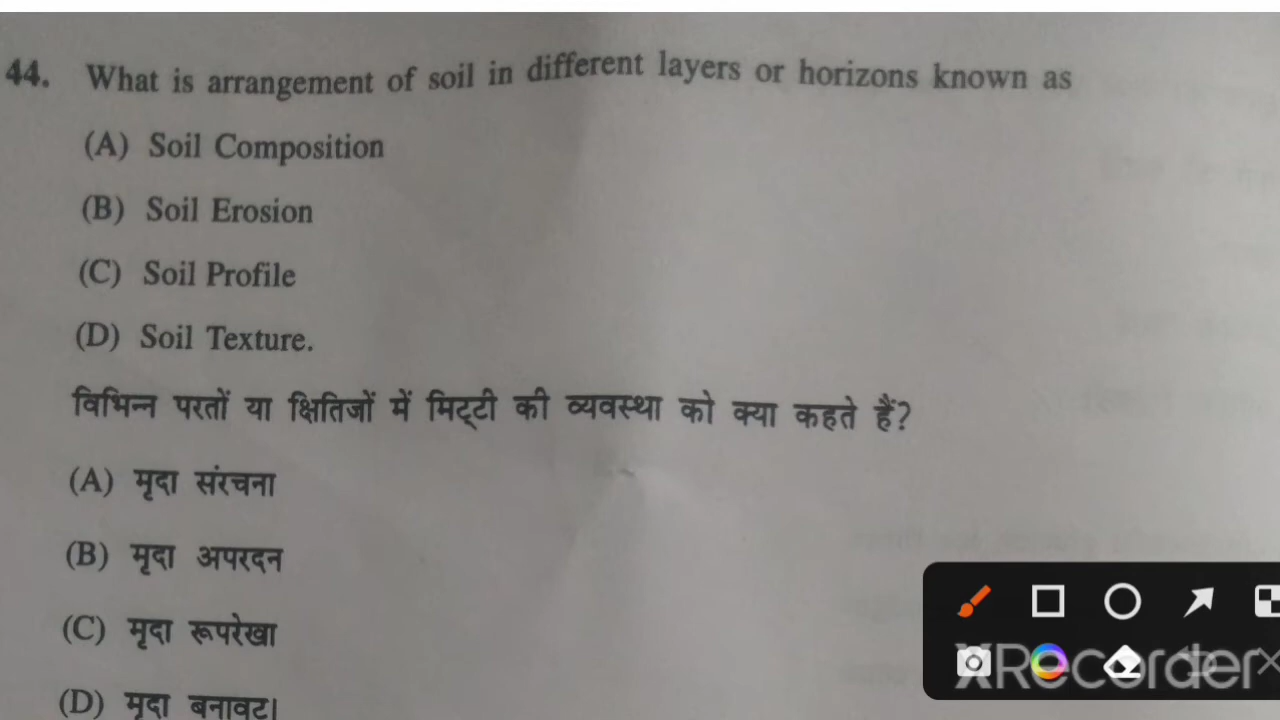 44. What is arrangement of soil in different layers or horizons known as
(A) Soil Composition
(B) Soil Erosion
(C) Soil Profile
(D) Soil Texture.
विभिन्न परतों या क्षितिजों में मिट्टी की व्यवस्था को क्या कहते हैं?
(A) मृदा संरचना
(B) मृदा अपरदन
(C) मृदा रूपरेखा
(D) मृदा बनावट।
XRecorder